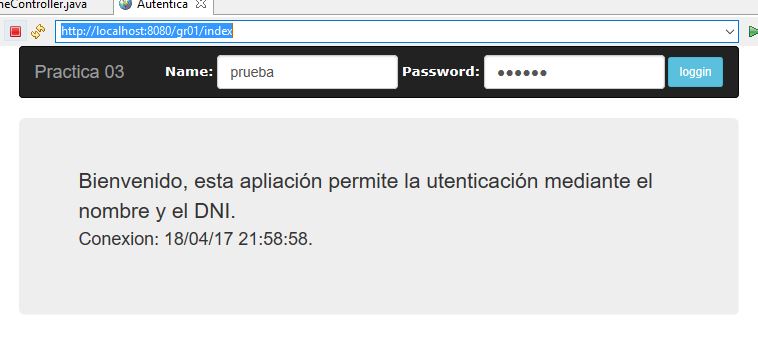 neController.java Autentica
http://localhost:8080/gr01/index
Practica 03 Name: prueba Password: ●●●●●● loggin
Bienvenido, esta apliación permite la utenticación mediante el
nombre y el DNI.
Conexion: 18/04/17 21:58:58.